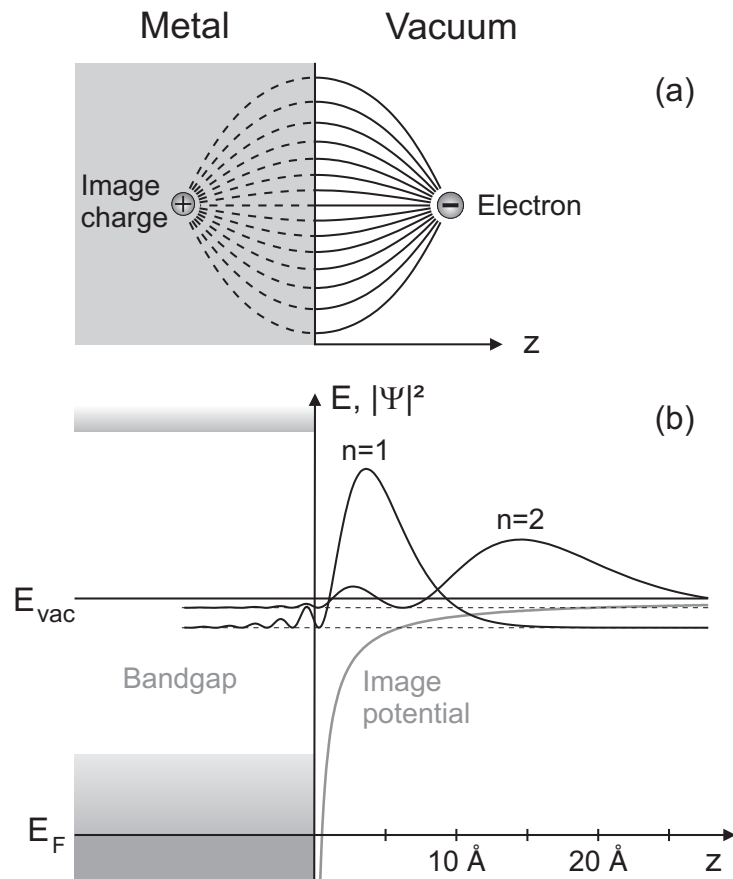 Metal Vacuum
(a)
Image
charge
+
−
Electron
z
E, |Ψ|²
(b)
n=1
n=2
E_vac
Bandgap
Image
potential
E_F
10 Å 20 Å z